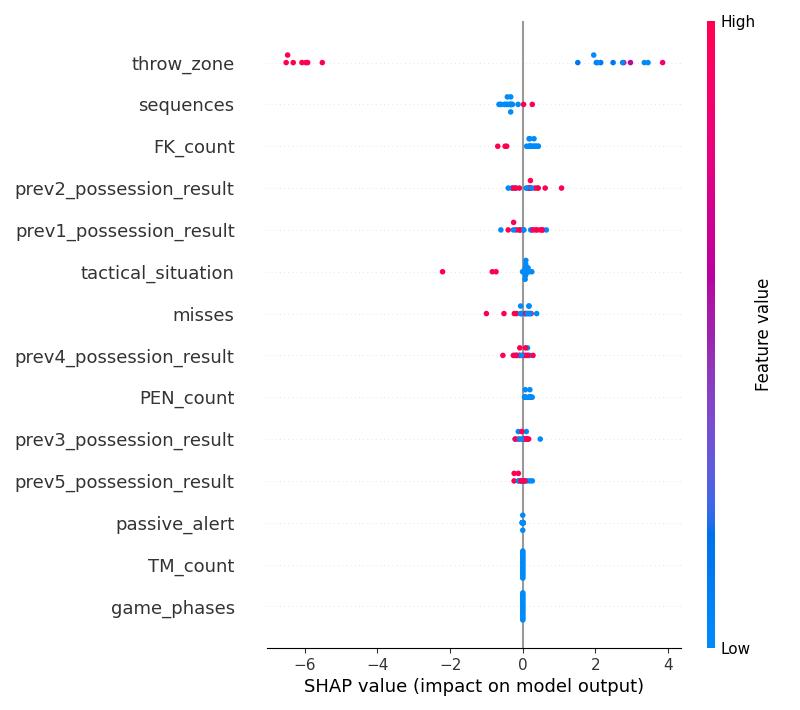 High
throw_zone
sequences
FK_count
prev2_possession_result
prev1_possession_result
tactical_situation
misses
prev4_possession_result
PEN_count
prev3_possession_result
prev5_possession_result
passive_alert
TM_count
game_phases
Low
Feature value
−6 −4 −2 0 2 4
SHAP value (impact on model output)